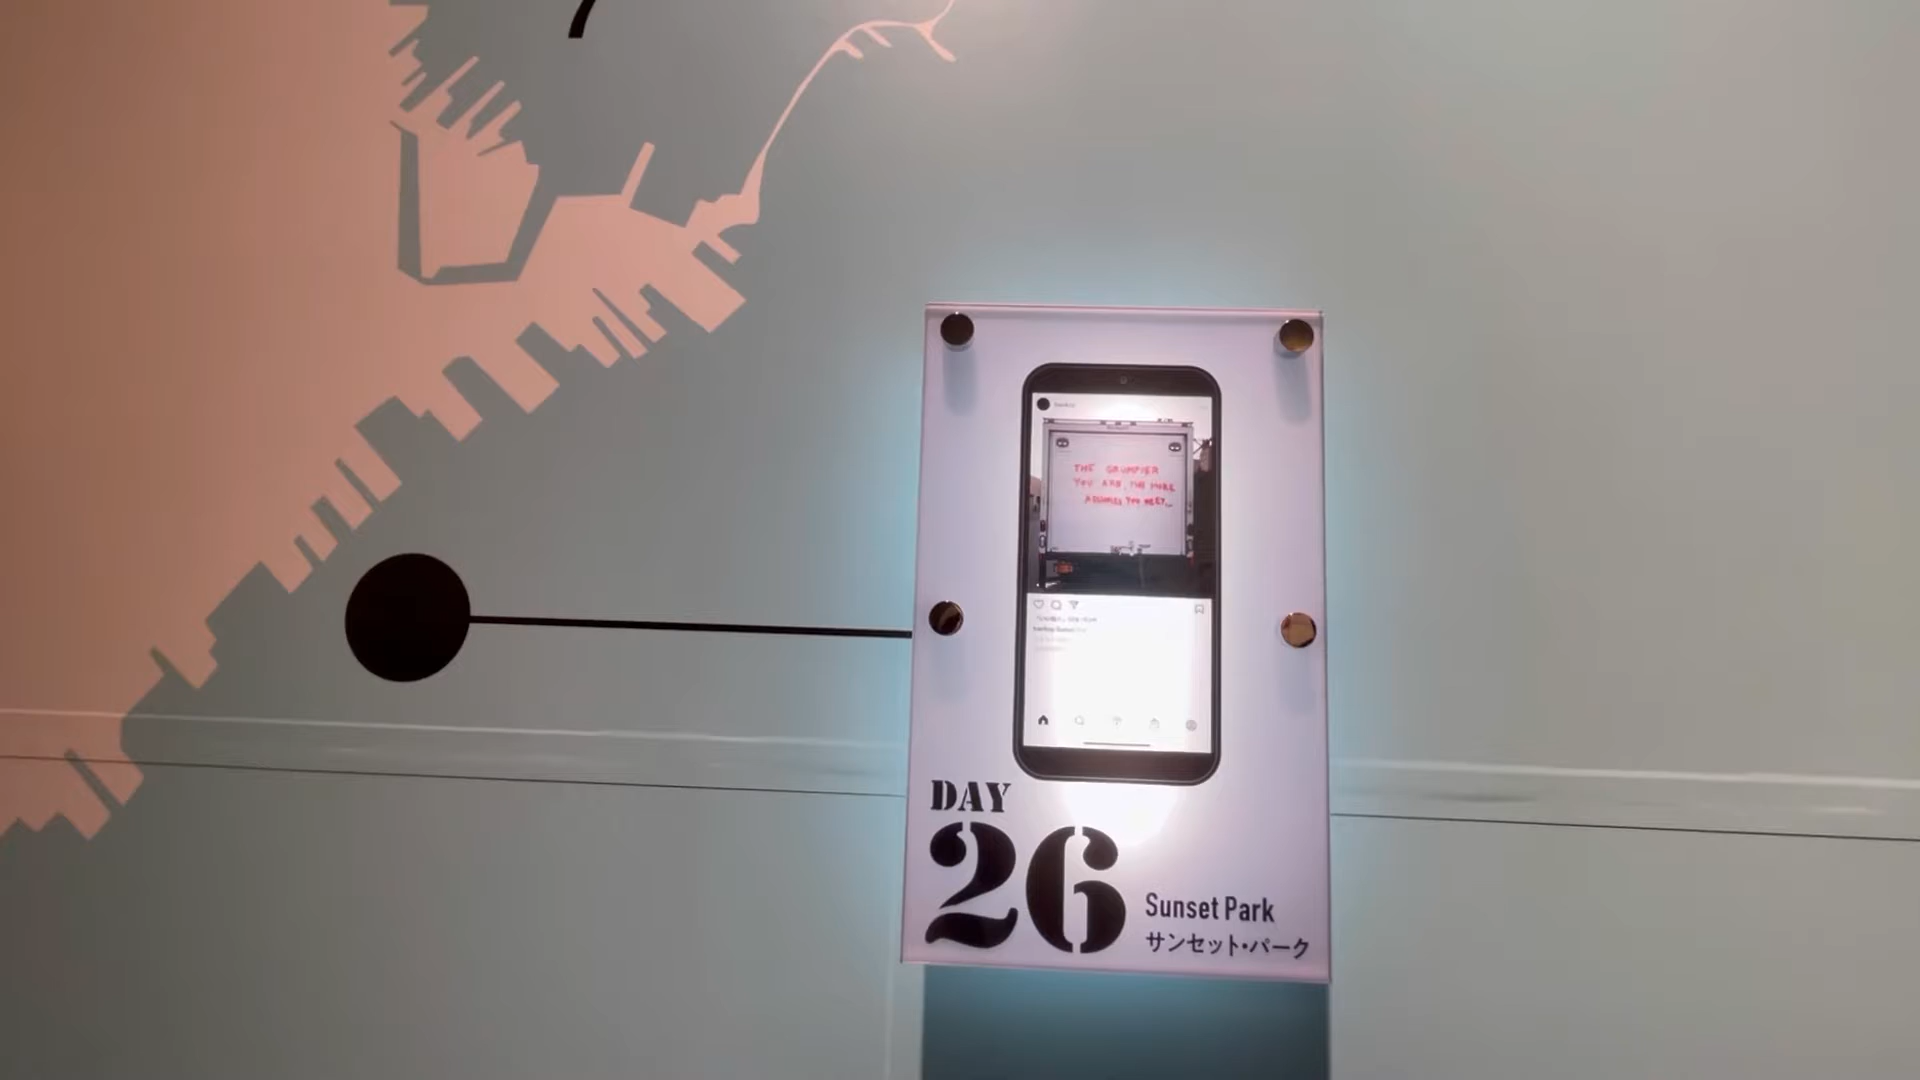 7
THE GRUMPIER
YOU ARE, THE MORE
ASSHOLES YOU MEET...
DAY
26
Sunset Park
サンセット・パーク